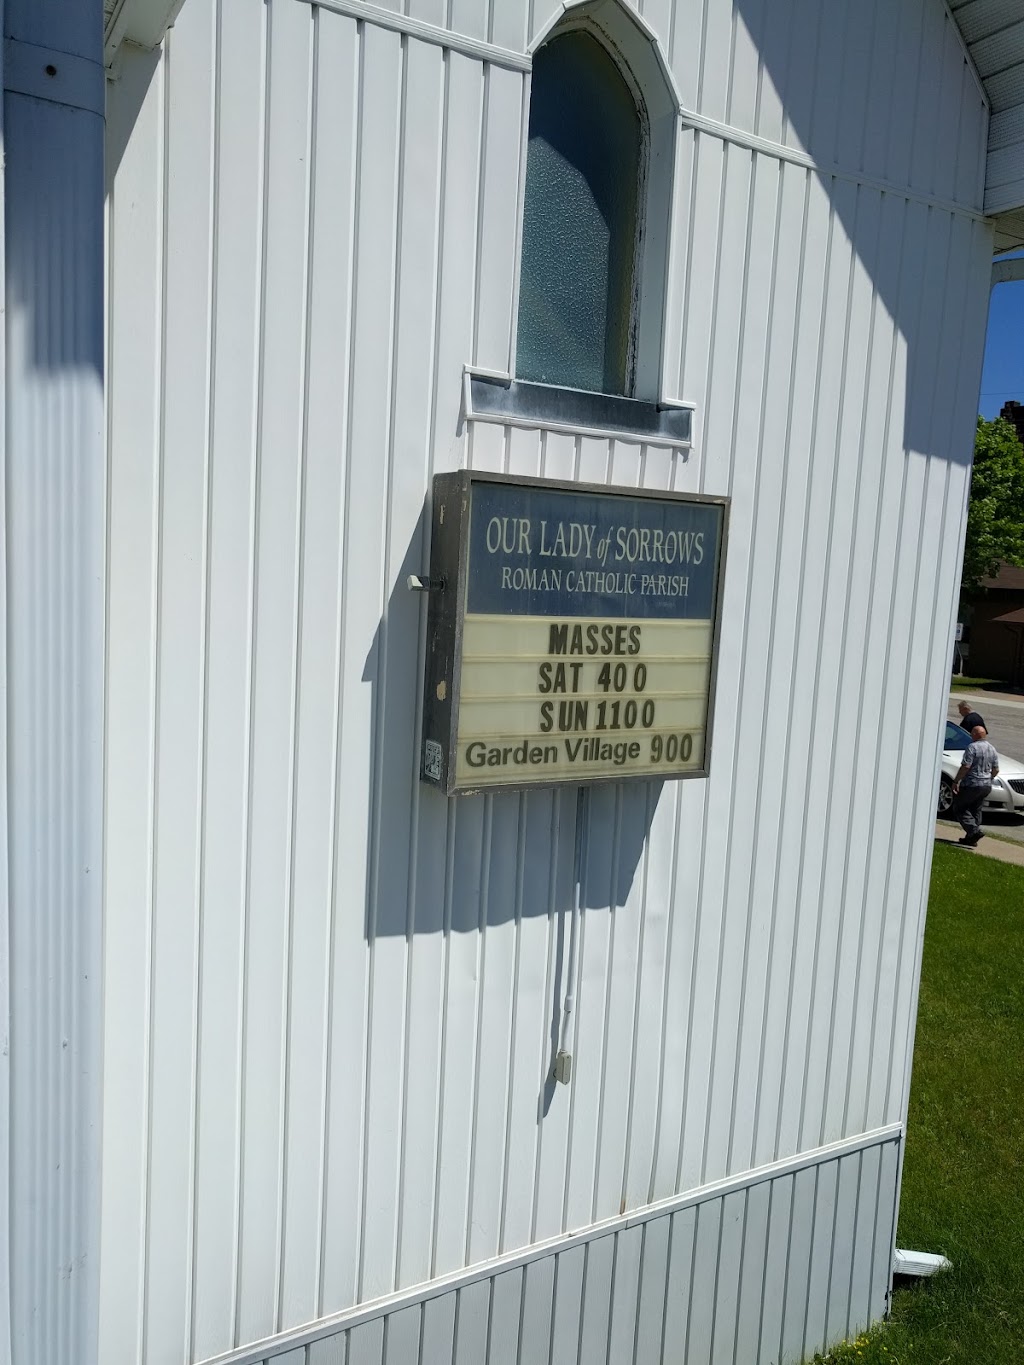 OUR LADY of SORROWS
ROMAN CATHOLIC PARISH
MASSES
SAT 400
SUN 1100
Garden Village 900